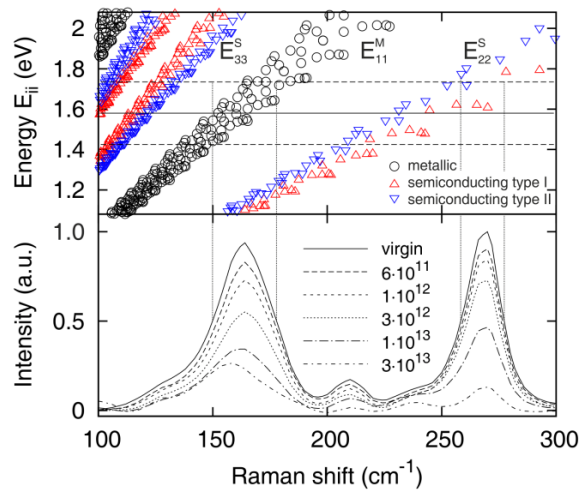 2
1.8
1.6
1.4
1.2
Energy E_ii (eV)
E^S_33
E^M_11
E^S_22
metallic
semiconducting type I
semiconducting type II
1.0
0.5
0
Intensity (a.u.)
virgin
6·10^11
1·10^12
3·10^12
1·10^13
3·10^13
100 150 200 250 300
Raman shift (cm^-1)